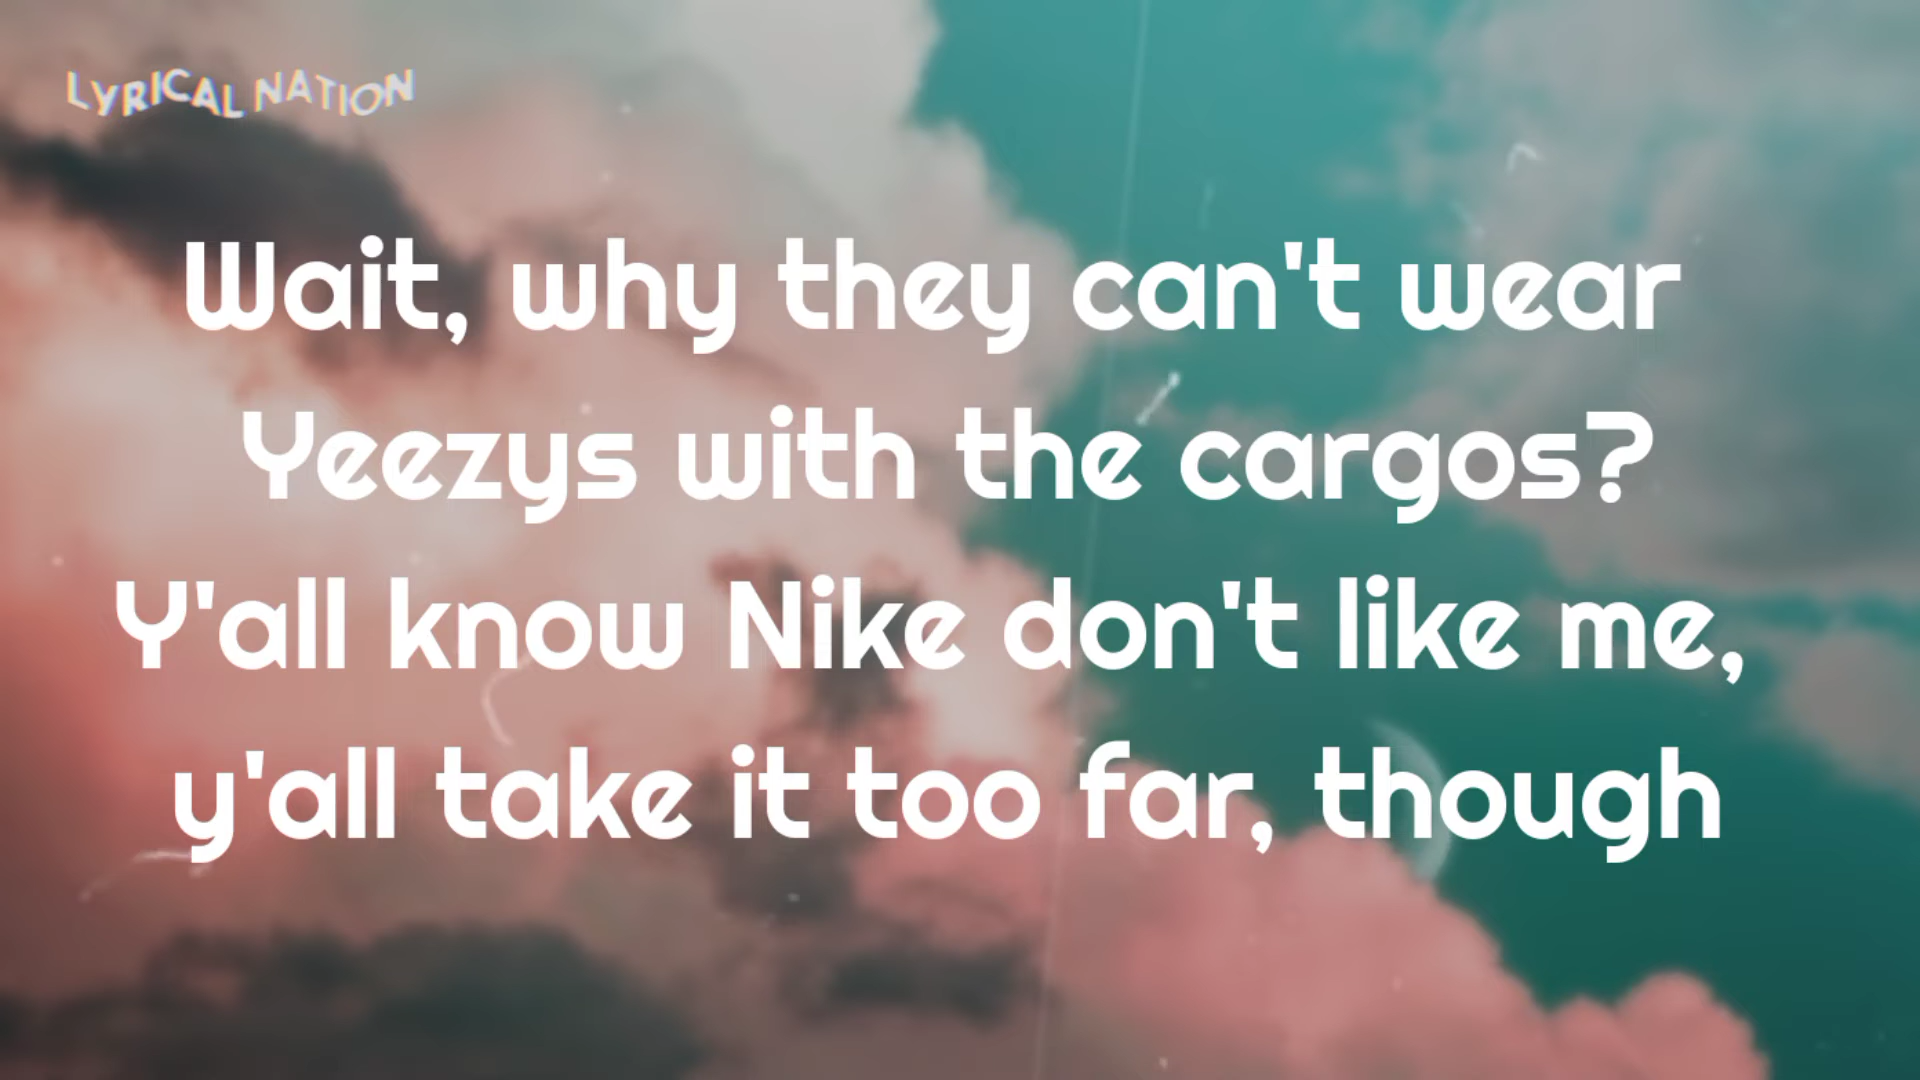 LYRICAL NATION
Wait, why they can't wear
Yeezys with the cargos?
Y'all know Nike don't like me,
y'all take it too far, though